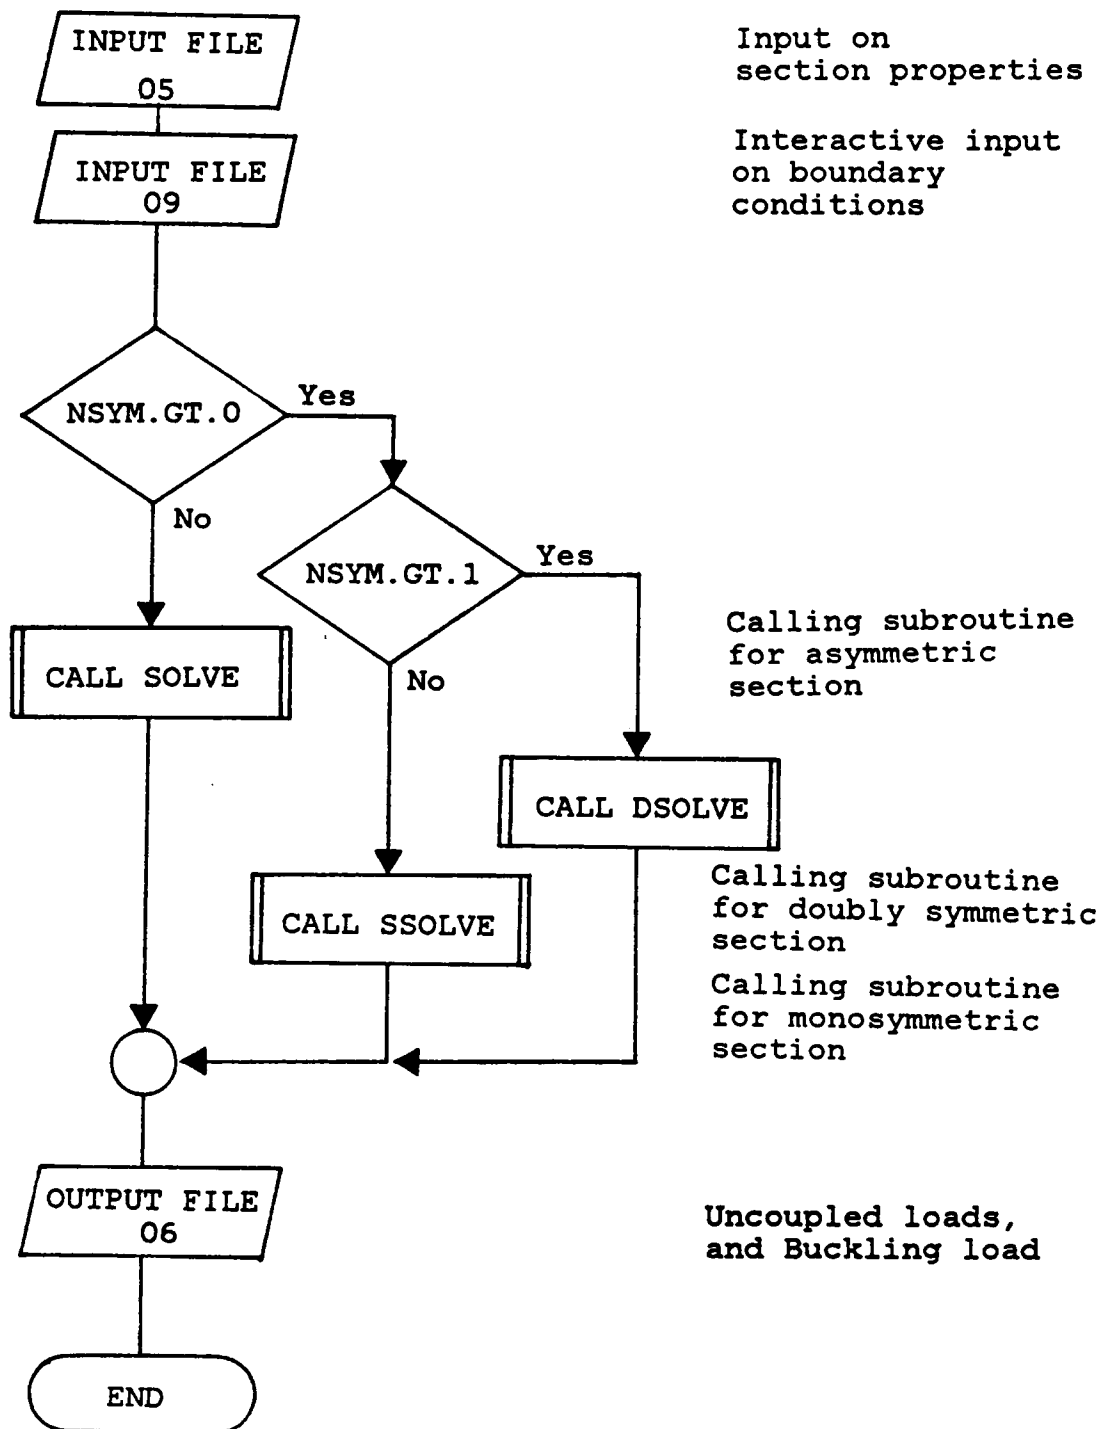 INPUT FILE
05
Input on
section properties
INPUT FILE
09
Interactive input
on boundary
conditions
NSYM.GT.0
Yes
No
NSYM.GT.1
Yes
No
CALL SOLVE
Calling subroutine
for asymmetric
section
CALL DSOLVE
CALL SSOLVE
Calling subroutine
for doubly symmetric
section
Calling subroutine
for monosymmetric
section
OUTPUT FILE
06
Uncoupled loads,
and Buckling load
END